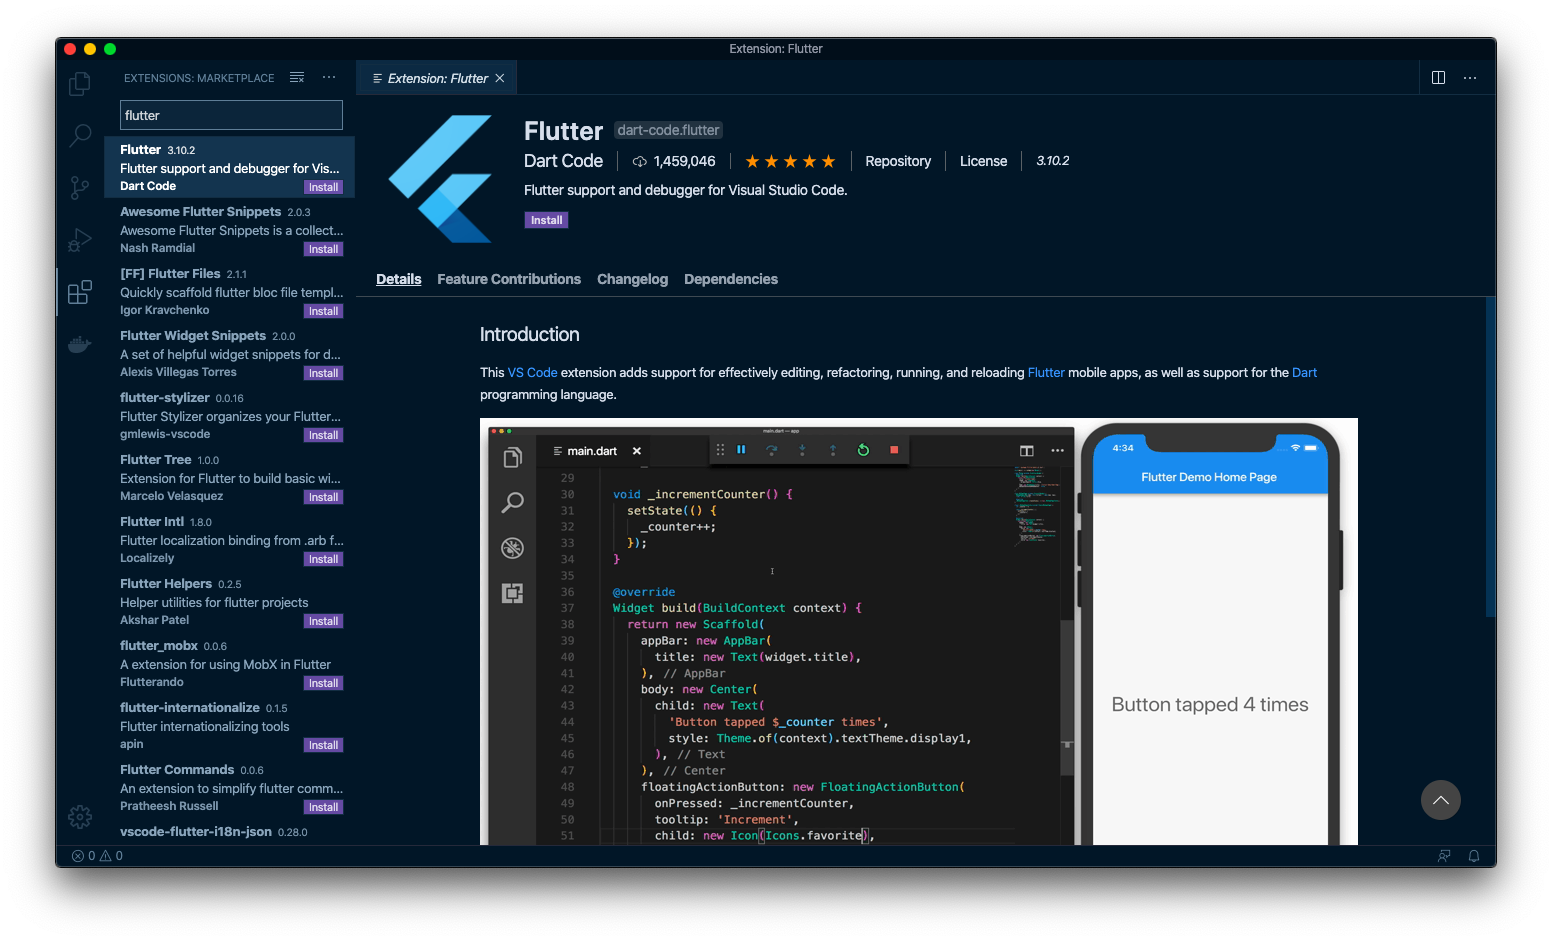 Extension: Flutter
EXTENSIONS: MARKETPLACE
flutter
Flutter 3.10.2
Flutter support and debugger for Vis...
Dart Code Install
Awesome Flutter Snippets 2.0.3
Awesome Flutter Snippets is a collect...
Nash Ramdial Install
[FF] Flutter Files 2.1.1
Quickly scaffold flutter bloc file templ...
Igor Kravchenko Install
Flutter Widget Snippets 2.0.0
A set of helpful widget snippets for d...
Alexis Villegas Torres Install
flutter-stylizer 0.0.16
Flutter Stylizer organizes your Flutter...
gmlewis-vscode Install
Flutter Tree 1.0.0
Extension for Flutter to build basic wi...
Marcelo Velasquez Install
Flutter Intl 1.8.0
Flutter localization binding from .arb f...
Localizely Install
Flutter Helpers 0.2.5
Helper utilities for flutter projects
Akshar Patel Install
flutter_mobx 0.0.6
A extension for using MobX in Flutter
Flutterando Install
flutter-internationalize 0.1.5
Flutter internationalizing tools
apin Install
Flutter Commands 0.0.6
An extension to simplify flutter comm...
Pratheesh Russell Install
vscode-flutter-i18n-json 0.28.0
0 0
Extension: Flutter
Flutter dart-code.flutter
Dart Code 1,459,046 Repository License 3.10.2
Flutter support and debugger for Visual Studio Code.
Install
Details Feature Contributions Changelog Dependencies
Introduction
This VS Code extension adds support for effectively editing, refactoring, running, and reloading Flutter mobile apps, as well as support for the Dart
programming language.
main.dart — app
main.dart
29
30 void _incrementCounter() {
31 setState(() {
32 _counter++;
33 });
34 }
35
36 @override
37 Widget build(BuildContext context) {
38 return new Scaffold(
39 appBar: new AppBar(
40 title: new Text(widget.title),
41 ), // AppBar
42 body: new Center(
43 child: new Text(
44 'Button tapped $_counter times',
45 style: Theme.of(context).textTheme.display1,
46 ), // Text
47 ), // Center
48 floatingActionButton: new FloatingActionButton(
49 onPressed: _incrementCounter,
50 tooltip: 'Increment',
51 child: new Icon(Icons.favorite),
4:34
Flutter Demo Home Page
Button tapped 4 times